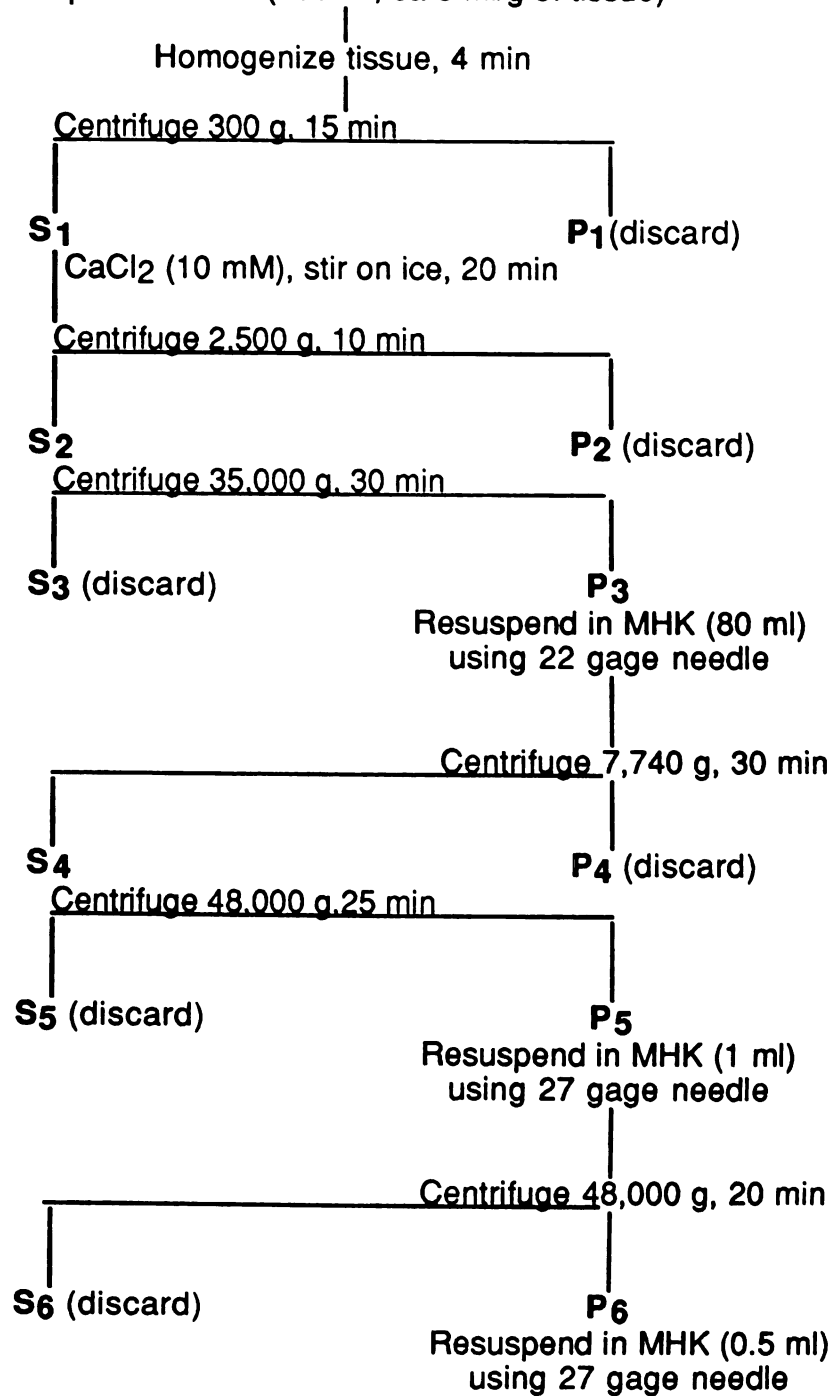 Homogenize tissue, 4 min
Centrifuge 300 g, 15 min
S1 P1 (discard)
CaCl2 (10 mM), stir on ice, 20 min
Centrifuge 2,500 g, 10 min
S2 P2 (discard)
Centrifuge 35,000 g, 30 min
S3 (discard) P3
Resuspend in MHK (80 ml)
using 22 gage needle
Centrifuge 7,740 g, 30 min
S4 P4 (discard)
Centrifuge 48,000 g,25 min
S5 (discard) P5
Resuspend in MHK (1 ml)
using 27 gage needle
Centrifuge 48,000 g, 20 min
S6 (discard) P6
Resuspend in MHK (0.5 ml)
using 27 gage needle